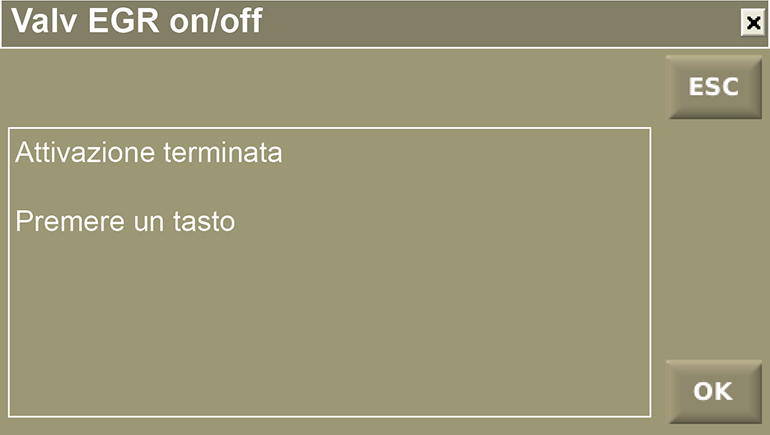 Valv EGR on/off
ESC
Attivazione terminata
Premere un tasto
OK